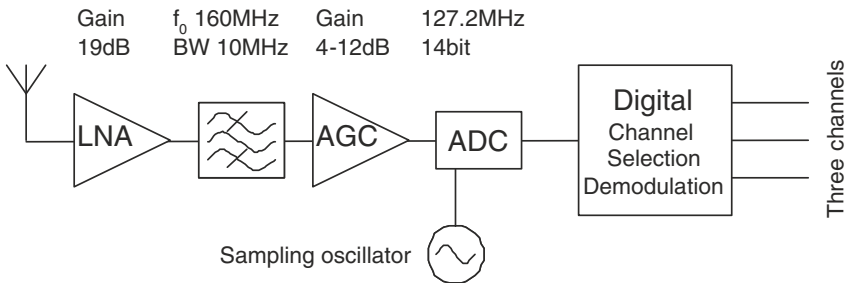 Gain f₀ 160MHz Gain 127.2MHz
19dB BW 10MHz 4-12dB 14bit
LNA
AGC
ADC
Digital
Channel
Selection
Demodulation
Three channels
Sampling oscillator